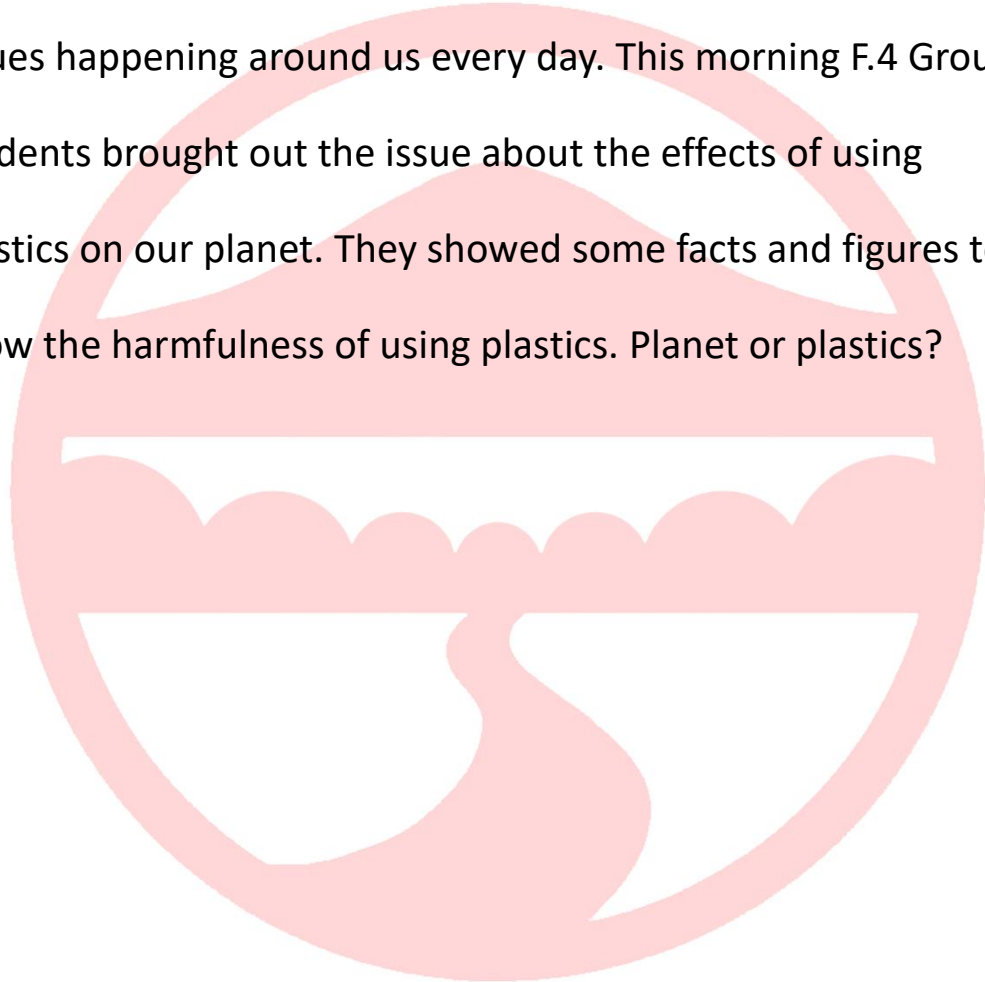 ues happening around us every day. This morning F.4 Grou
dents brought out the issue about the effects of using
stics on our planet. They showed some facts and figures t
ow the harmfulness of using plastics. Planet or plastics?